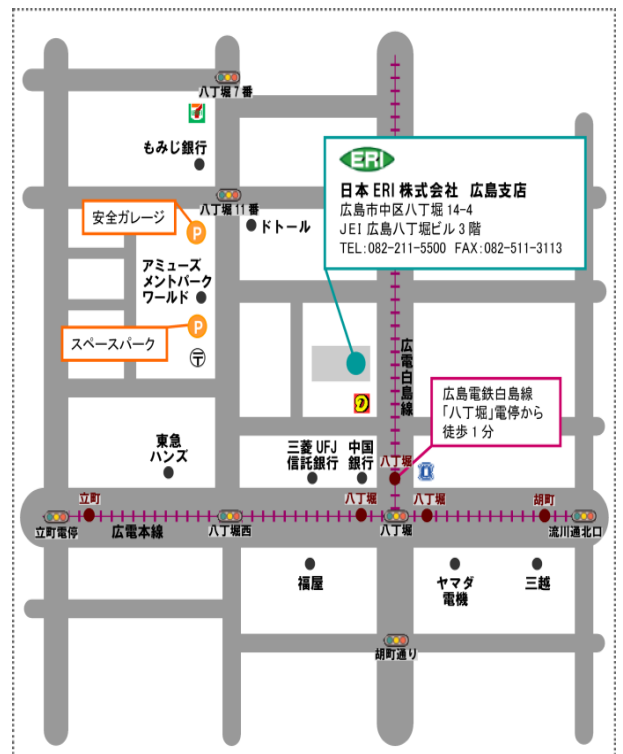 八丁堀7番
もみじ銀行
ERI
日本ERI株式会社 広島支店
広島市中区八丁堀 14-4
JEI 広島八丁堀ビル 3 階
TEL:082-211-5500 FAX:082-511-3113
安全ガレージ
P
八丁堀11番
ドトール
アミューズ
メントパーク
ワールド
スペースパーク
P
〒
広電白島線
広島電鉄白島線
「八丁堀」電停から
徒歩 1 分
東急
ハンズ
三菱 UFJ
信託銀行
中国
銀行
八丁堀
立町
八丁堀
八丁堀
胡町
立町電停
広電本線
八丁堀西
八丁堀
流川通北口
福屋
ヤマダ
電機
三越
胡町通り